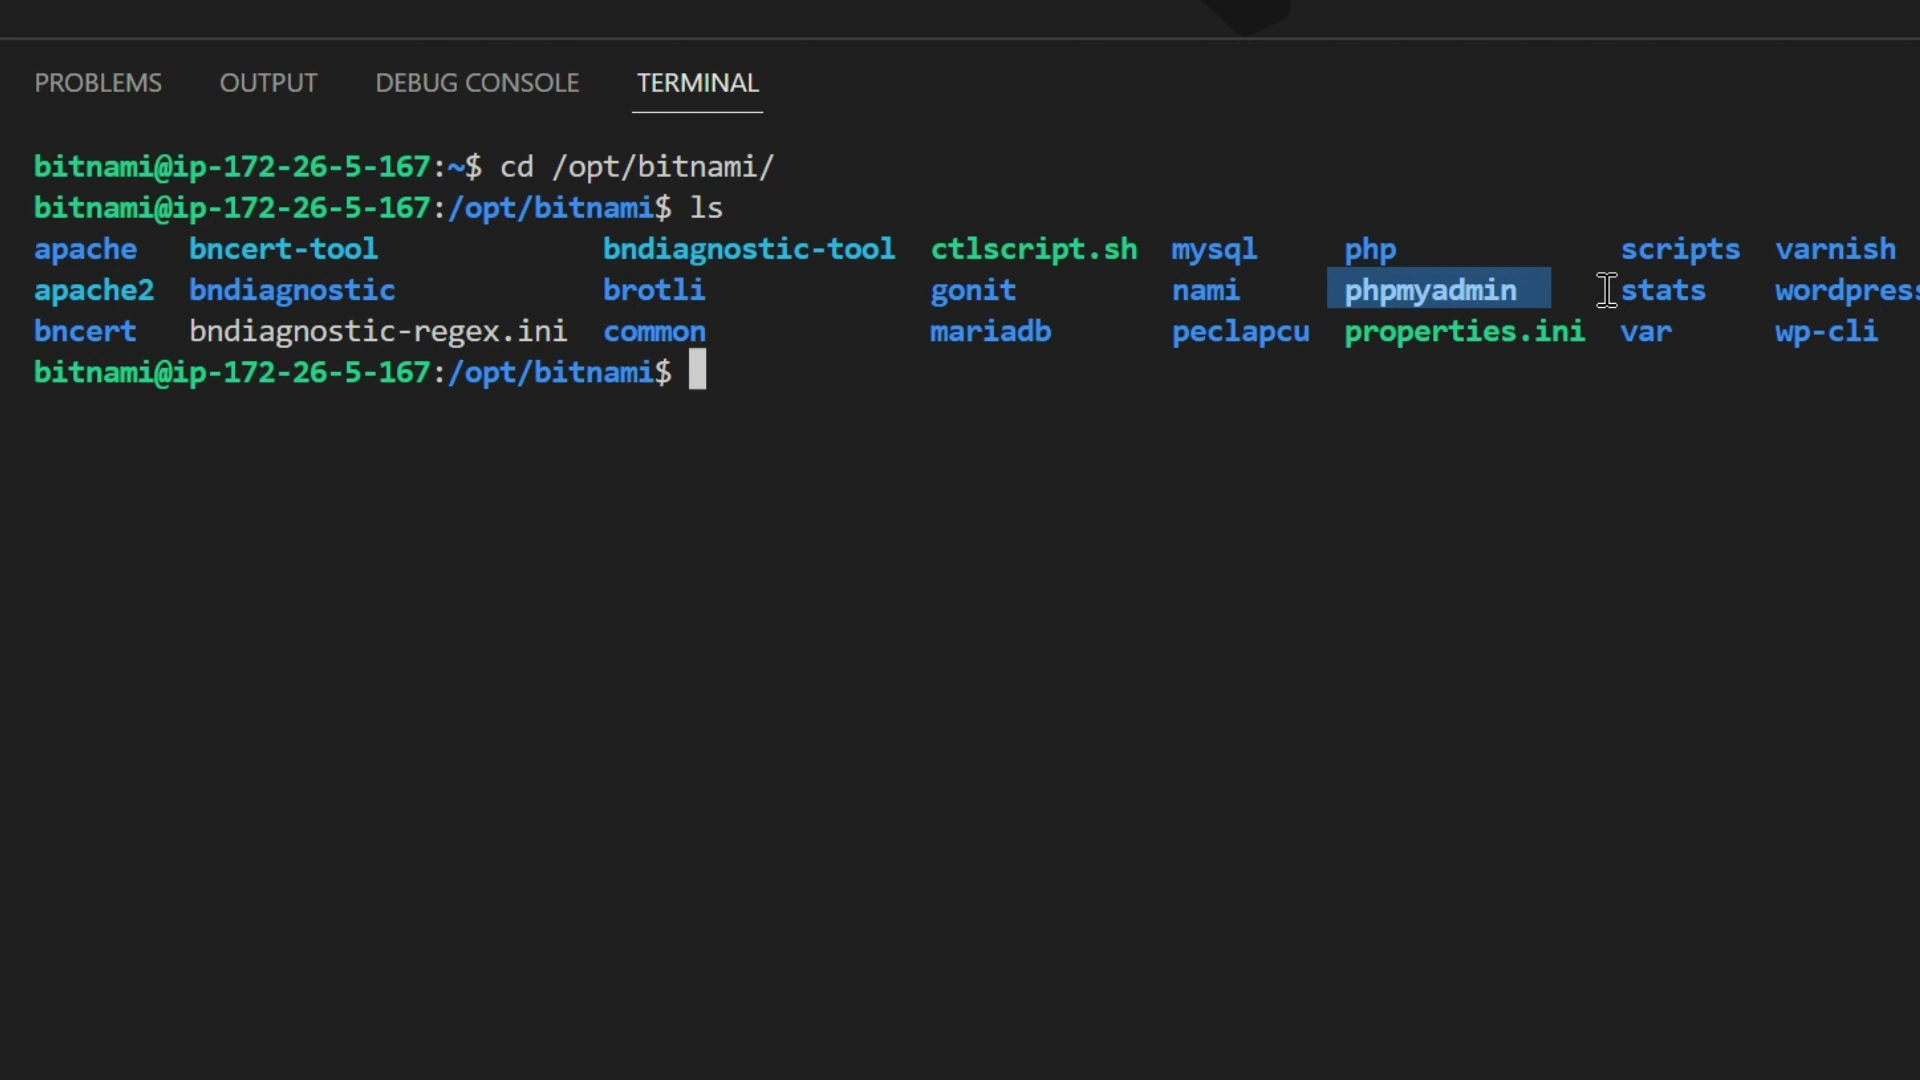 PROBLEMS OUTPUT DEBUG CONSOLE TERMINAL
bitnami@ip-172-26-5-167:~$ cd /opt/bitnami/
bitnami@ip-172-26-5-167:/opt/bitnami$ ls
apache bncert-tool bndiagnostic-tool ctlscript.sh mysql php scripts varnish
apache2 bndiagnostic brotli gonit nami phpmyadmin stats wordpress
bncert bndiagnostic-regex.ini common mariadb peclapcu properties.ini var wp-cli
bitnami@ip-172-26-5-167:/opt/bitnami$